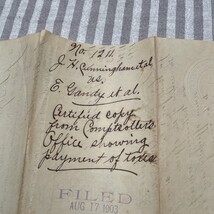 No. 1211
J. H. Cunningham et al
vs.
E. Gandy et al.
Certified copy
from Comptroller's
Office showing
payment of taxes
FILED
AUG 17 1903